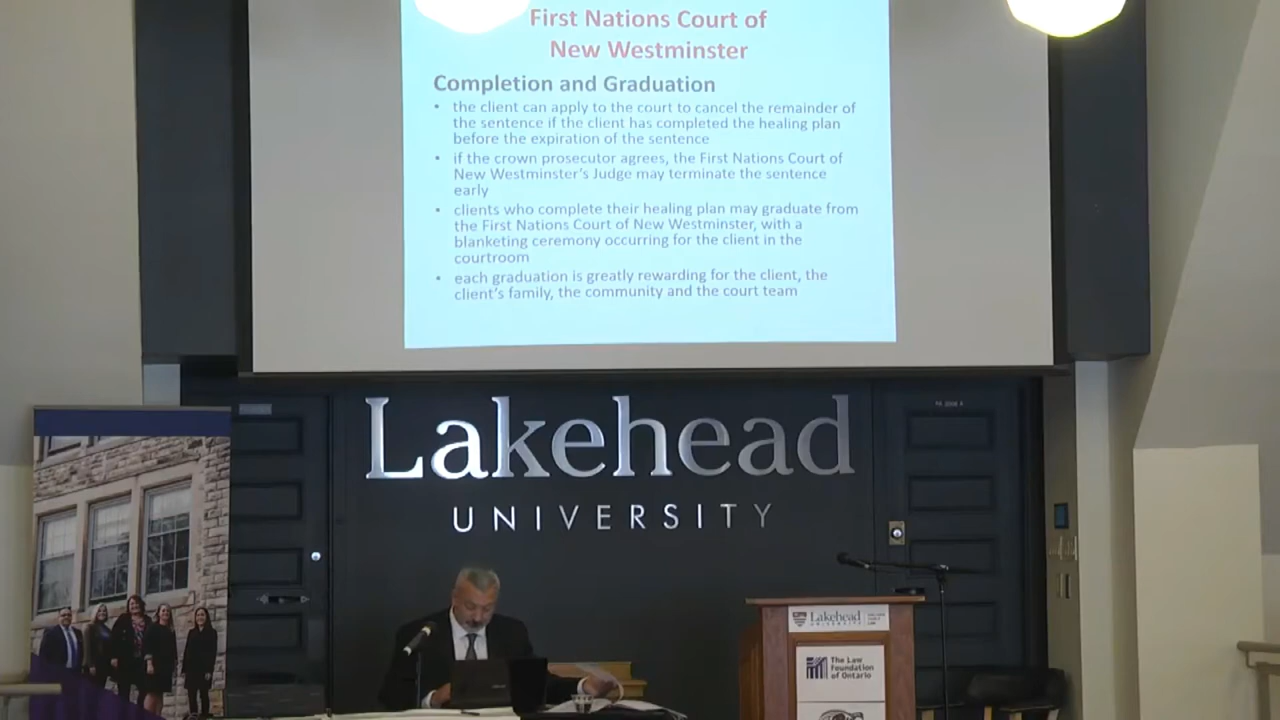 First Nations Court of
New Westminster
Completion and Graduation
• the client can apply to the court to cancel the remainder of
the sentence if the client has completed the healing plan
before the expiration of the sentence
• if the crown prosecutor agrees, the First Nations Court of
New Westminster's Judge may terminate the sentence
early
• clients who complete their healing plan may graduate from
the First Nations Court of New Westminster, with a
blanketing ceremony occurring for the client in the
courtroom
• each graduation is greatly rewarding for the client, the
client's family, the community and the court team
Lakehead
UNIVERSITY
Lakehead
UNIVERSITY
The Law
Foundation
of Ontario